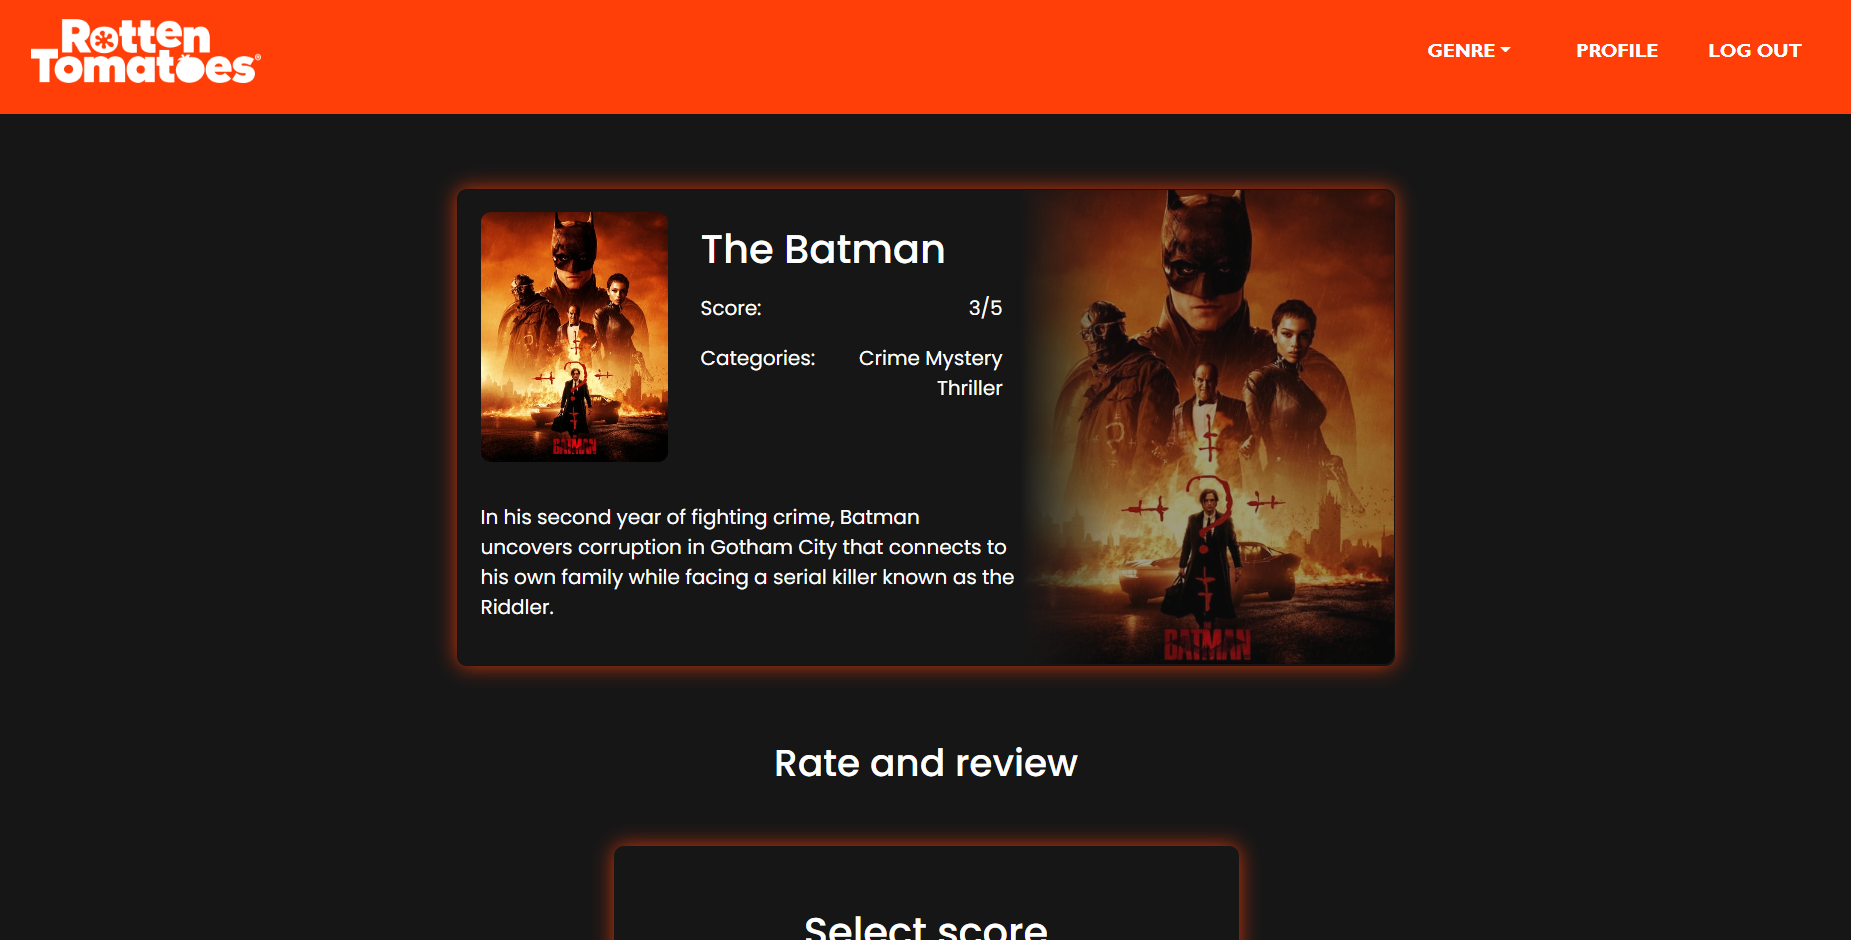 Rotten
Tomatoes®
GENRE PROFILE LOG OUT
The Batman
Score: 3/5
Categories: Crime Mystery
Thriller
BATMAN
In his second year of fighting crime, Batman
uncovers corruption in Gotham City that connects to
his own family while facing a serial killer known as the
Riddler.
BATMAN
Rate and review
Select score